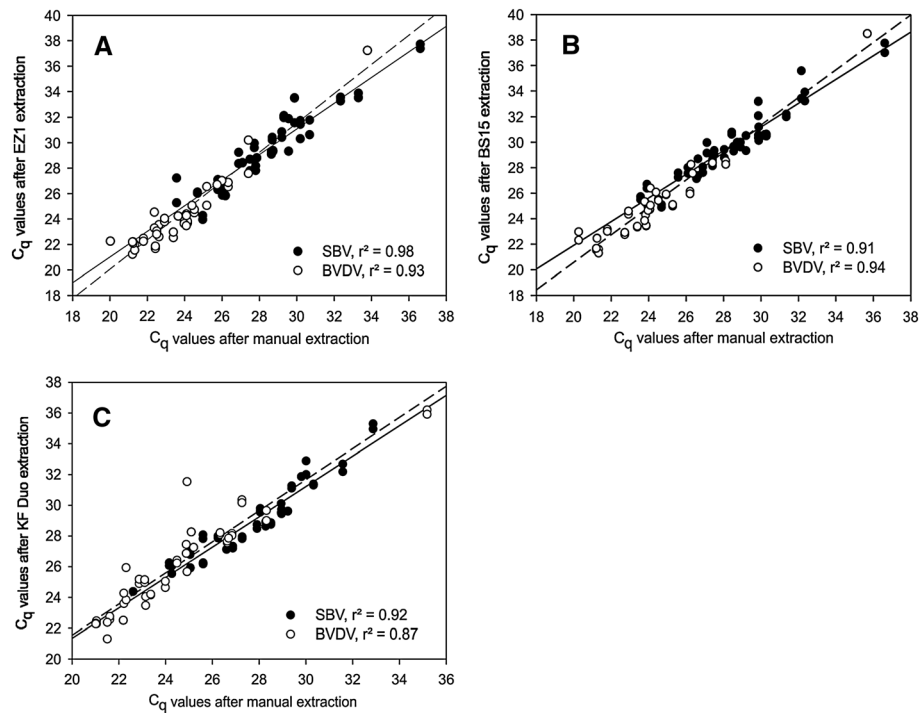 A
40
38
36
34
32
30
28
26
24
22
20
18
18 20 22 24 26 28 30 32 34 36 38
Cq values after EZ1 extraction
Cq values after manual extraction
SBV, r² = 0.98
BVDV, r² = 0.93
B
40
38
36
34
32
30
28
26
24
22
20
18
18 20 22 24 26 28 30 32 34 36 38
Cq values after BS15 extraction
Cq values after manual extraction
SBV, r² = 0.91
BVDV, r² = 0.94
C
38
36
34
32
30
28
26
24
22
20
20 22 24 26 28 30 32 34 36
Cq values after KF Duo extraction
Cq values after manual extraction
SBV, r² = 0.92
BVDV, r² = 0.87